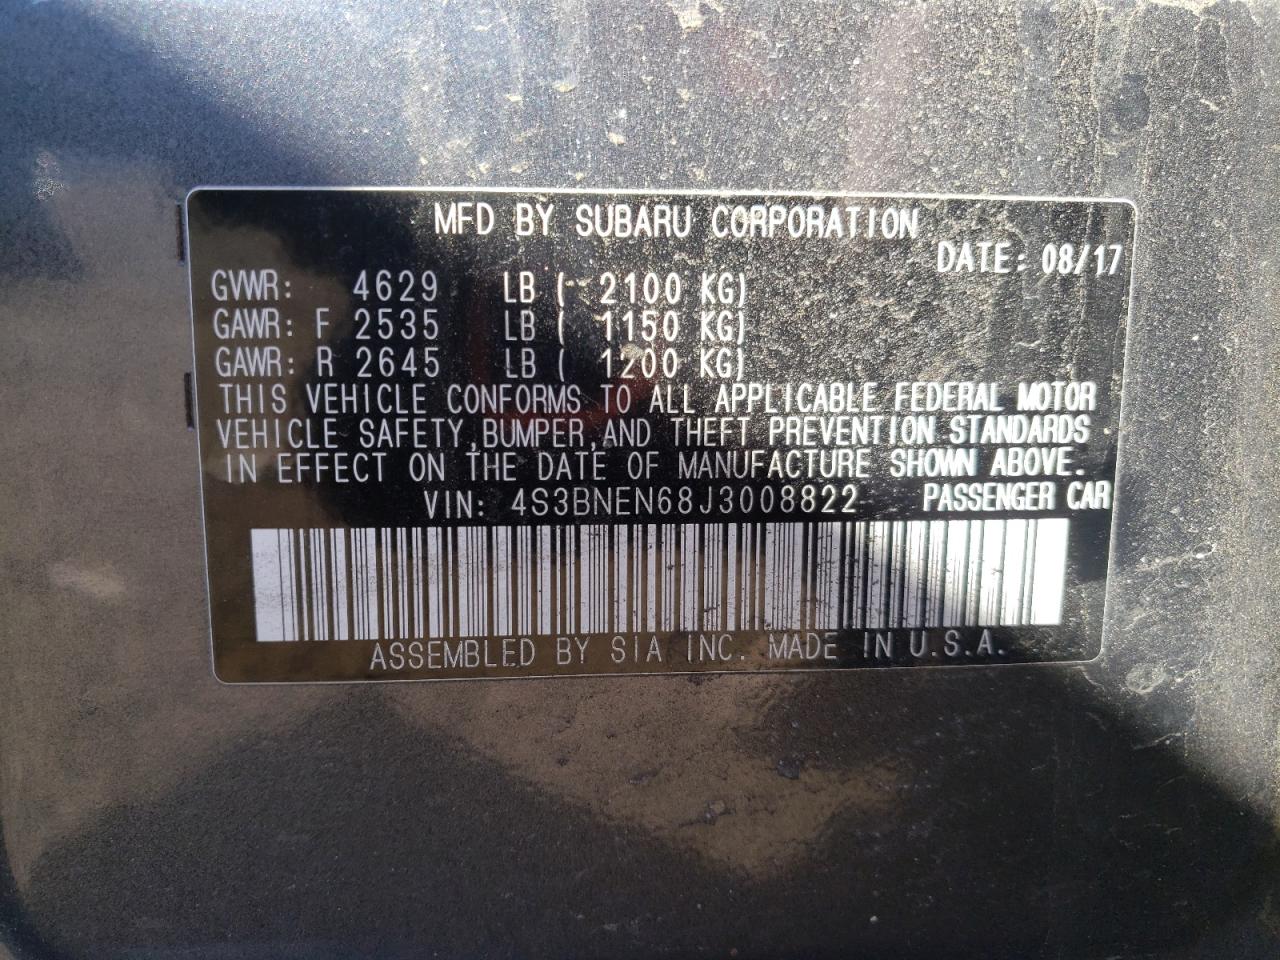 MFD BY SUBARU CORPORATION
DATE: 08/17
GVWR: 4629 LB ( 2100 KG)
GAWR: F 2535 LB ( 1150 KG)
GAWR: R 2645 LB ( 1200 KG)
THIS VEHICLE CONFORMS TO ALL APPLICABLE FEDERAL MOTOR
VEHICLE SAFETY,BUMPER,AND THEFT PREVENTION STANDARDS
IN EFFECT ON THE DATE OF MANUFACTURE SHOWN ABOVE.
VIN: 4S3BNEN68J3008822 PASSENGER CAR
ASSEMBLED BY SIA INC. MADE IN U.S.A.